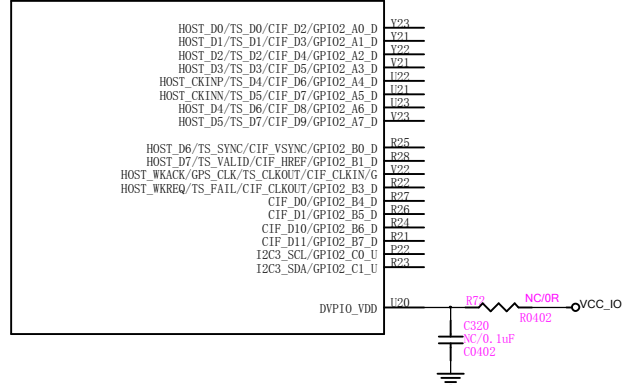 HOST_D0/TS_D0/CIF_D2/GPIO2_A0_D Y23
HOST_D1/TS_D1/CIF_D3/GPIO2_A1_D Y21
HOST_D2/TS_D2/CIF_D4/GPIO2_A2_D Y22
HOST_D3/TS_D3/CIF_D5/GPIO2_A3_D V21
HOST_CKINP/TS_D4/CIF_D6/GPIO2_A4_D U22
HOST_CKINN/TS_D5/CIF_D7/GPIO2_A5_D U21
HOST_D4/TS_D6/CIF_D8/GPIO2_A6_D U23
HOST_D5/TS_D7/CIF_D9/GPIO2_A7_D V23
HOST_D6/TS_SYNC/CIF_VSYNC/GPIO2_B0_D R25
HOST_D7/TS_VALID/CIF_HREF/GPIO2_B1_D R28
HOST_WKACK/GPS_CLK/TS_CLKOUT/CIF_CLKIN/G V22
HOST_WKREQ/TS_FAIL/CIF_CLKOUT/GPIO2_B3_D R22
CIF_D0/GPIO2_B4_D R27
CIF_D1/GPIO2_B5_D R26
CIF_D10/GPIO2_B6_D R24
CIF_D11/GPIO2_B7_D R21
I2C3_SCL/GPIO2_C0_U P22
I2C3_SDA/GPIO2_C1_U R23
DVPIO_VDD U20
R72 NC/0R
VCC_IO
R0402
C320
NC/0.1uF
C0402